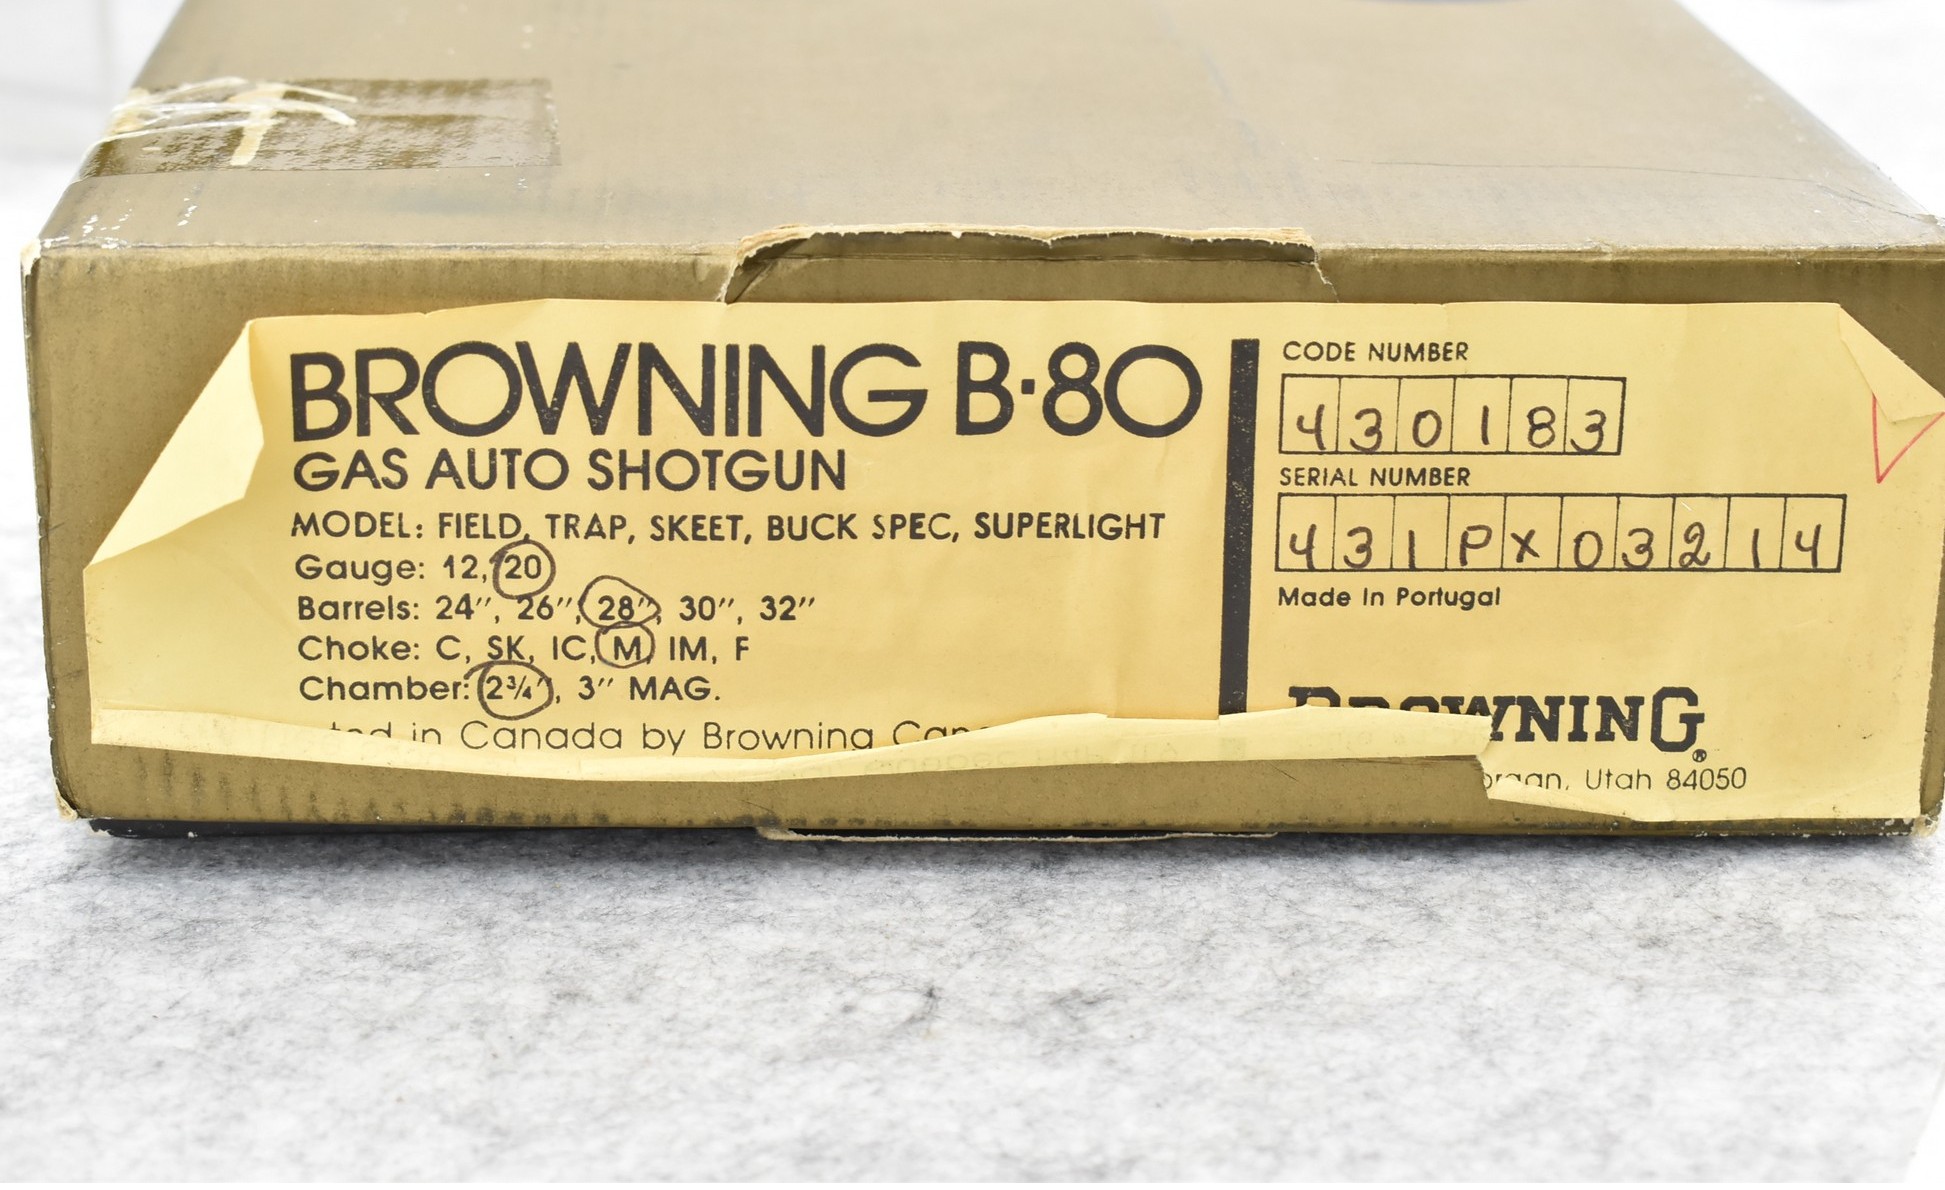 BROWNING B·80
GAS AUTO SHOTGUN
MODEL: FIELD, TRAP, SKEET, BUCK SPEC, SUPERLIGHT
Gauge: 12, 20
Barrels: 24", 26", 28", 30", 32"
Choke: C, SK, IC, M, IM, F
Chamber: 2¾", 3" MAG.
in Canada by Browning
CODE NUMBER
430183
SERIAL NUMBER
431PX03214
Made in Portugal
BROWNING®
Utah 84050